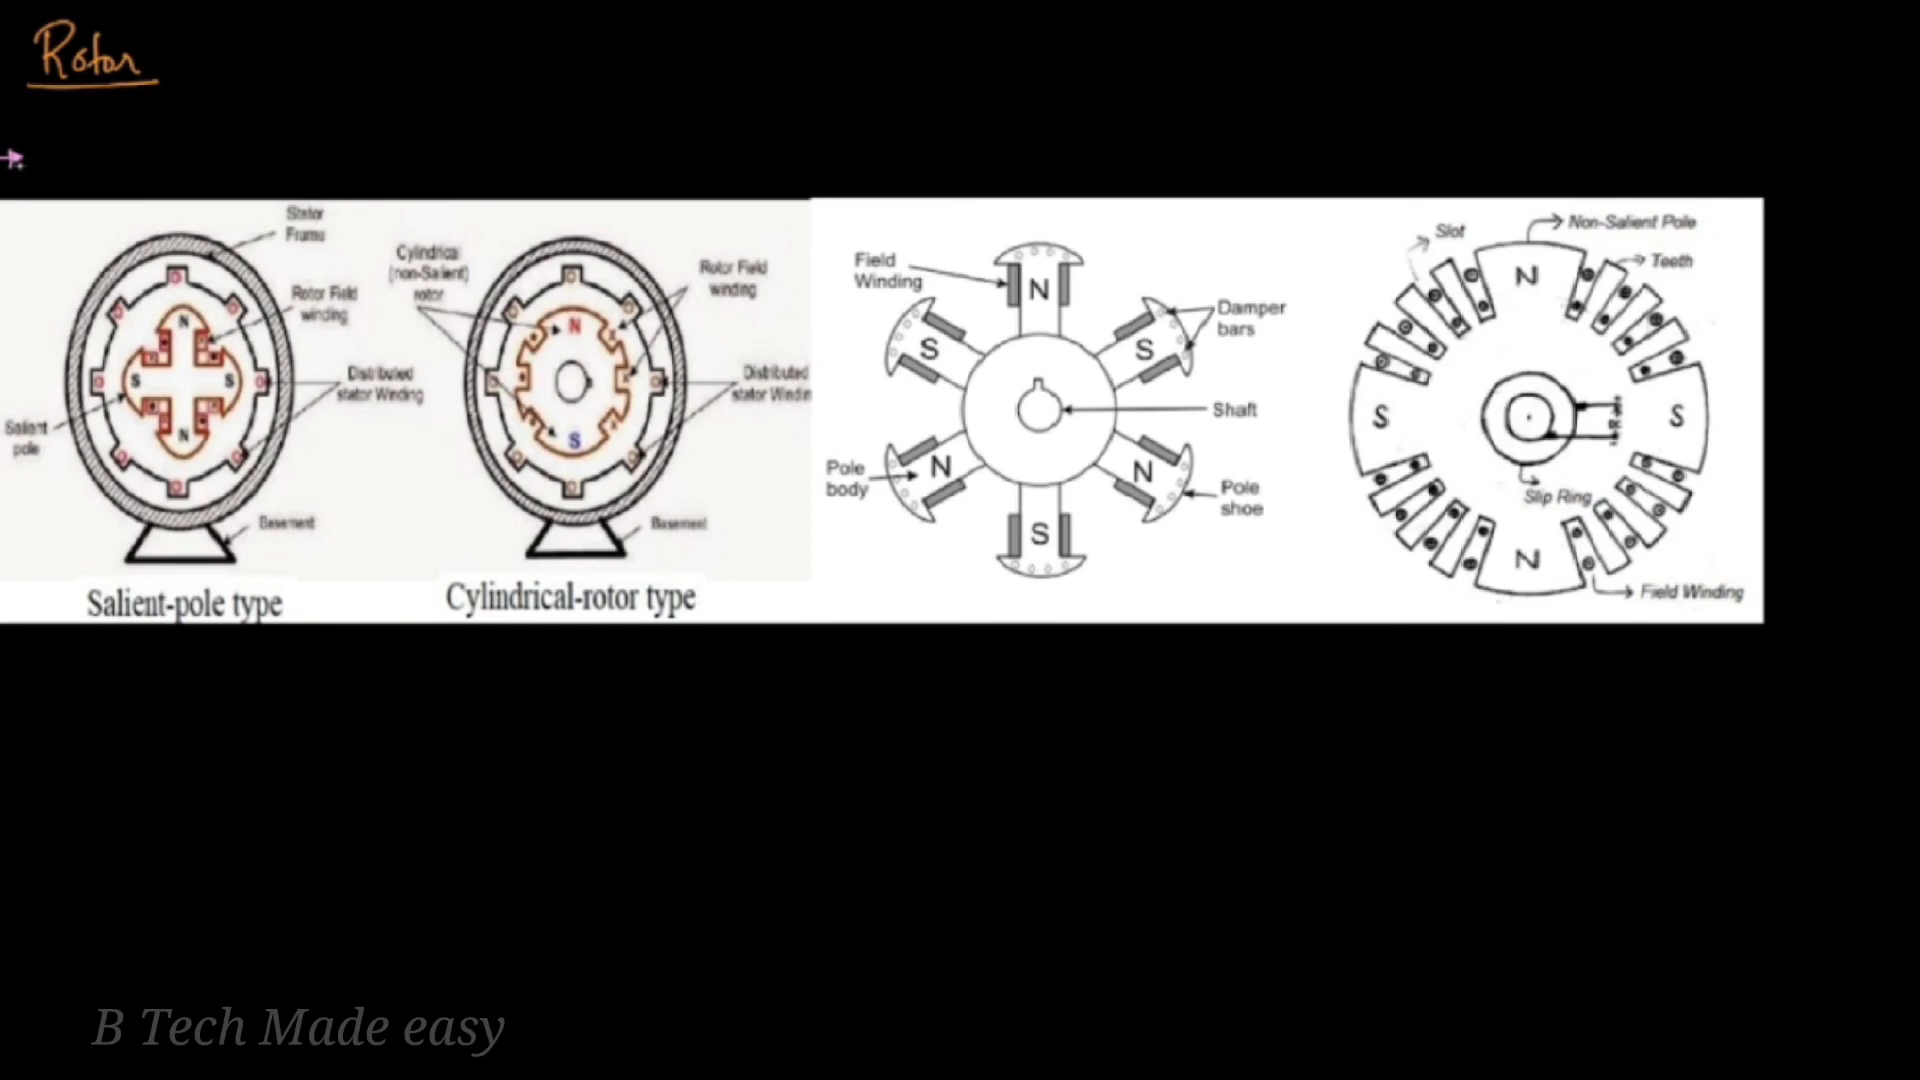 Rotor
Stator
Frame
Rotor Field
winding
Distributed
stator Winding
Salient
pole
Basement
N
S
S
N
Salient-pole type
Cylindrical
(non-Salient)
rotor
Rotor Field
winding
Distributed
stator Windin
Basement
N
S
Cylindrical-rotor type
Field
Winding
Damper
bars
Shaft
Pole
body
Pole
shoe
N
S
S
N
N
S
Slot
Non-Salient Pole
Teeth
N
S
S
Slip Ring
N
Field Winding
B Tech Made easy